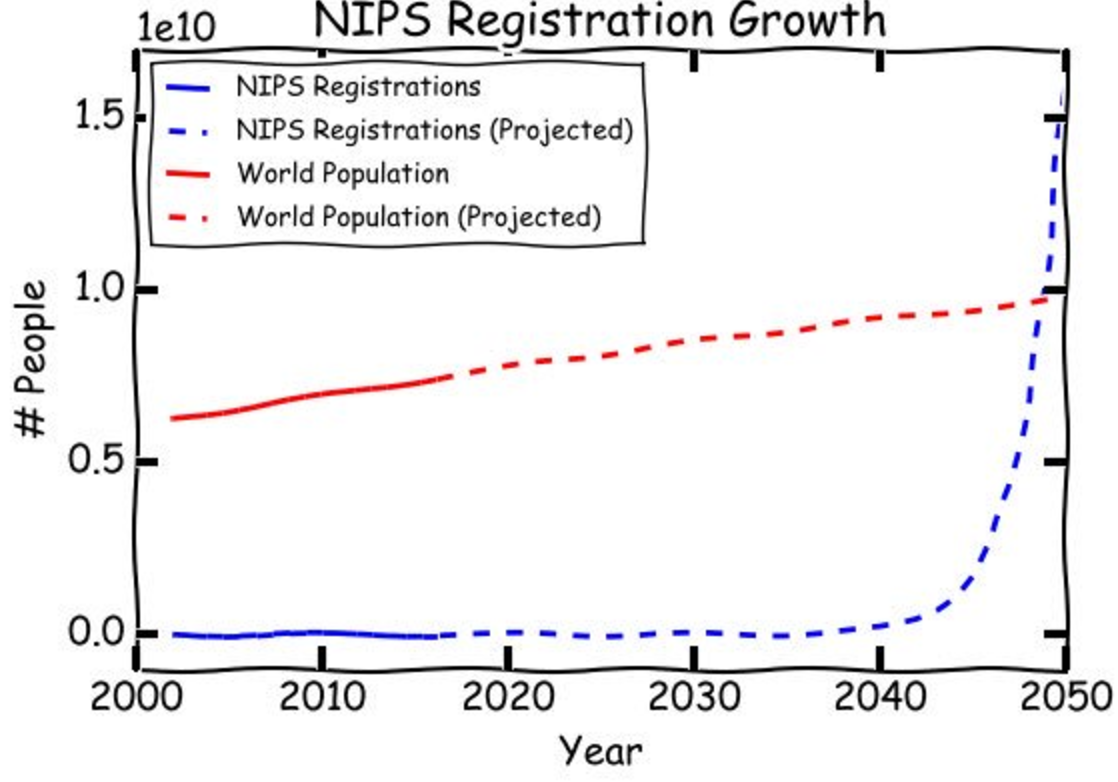 NIPS Registration Growth
1e10
NIPS Registrations
NIPS Registrations (Projected)
World Population
World Population (Projected)
1.5
1.0
0.5
0.0
# People
2000 2010 2020 2030 2040 2050
Year